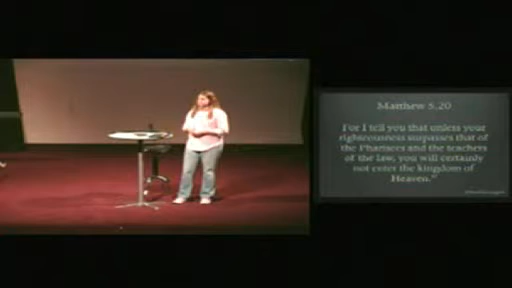 Matthew 5.20
For I tell you that unless your
righteousness surpasses that of
the Pharisees and the teachers
of the law, you will certainly
not enter the kingdom of
Heaven."